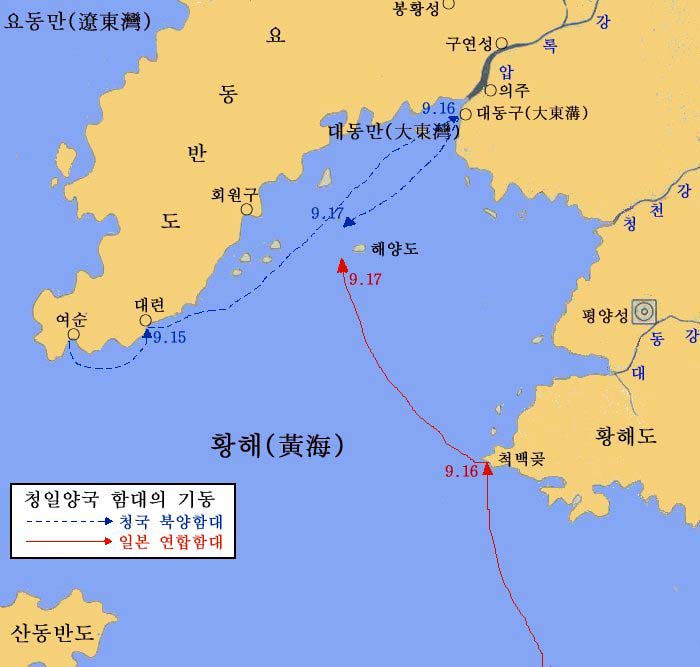 요동만(遼東灣)
요
동
반
도
봉황성
구연성
압
록
강
의주
9.16
대동구(大東溝)
대동만(大東灣)
회원구
9.17
해양도
9.17
청
천
강
대련
여순
9.15
평양성
대
동
강
황해(黃海)
황해도
척백곶
9.16
청일양국 함대의 기동
청국 북양함대
일본 연합함대
산동반도